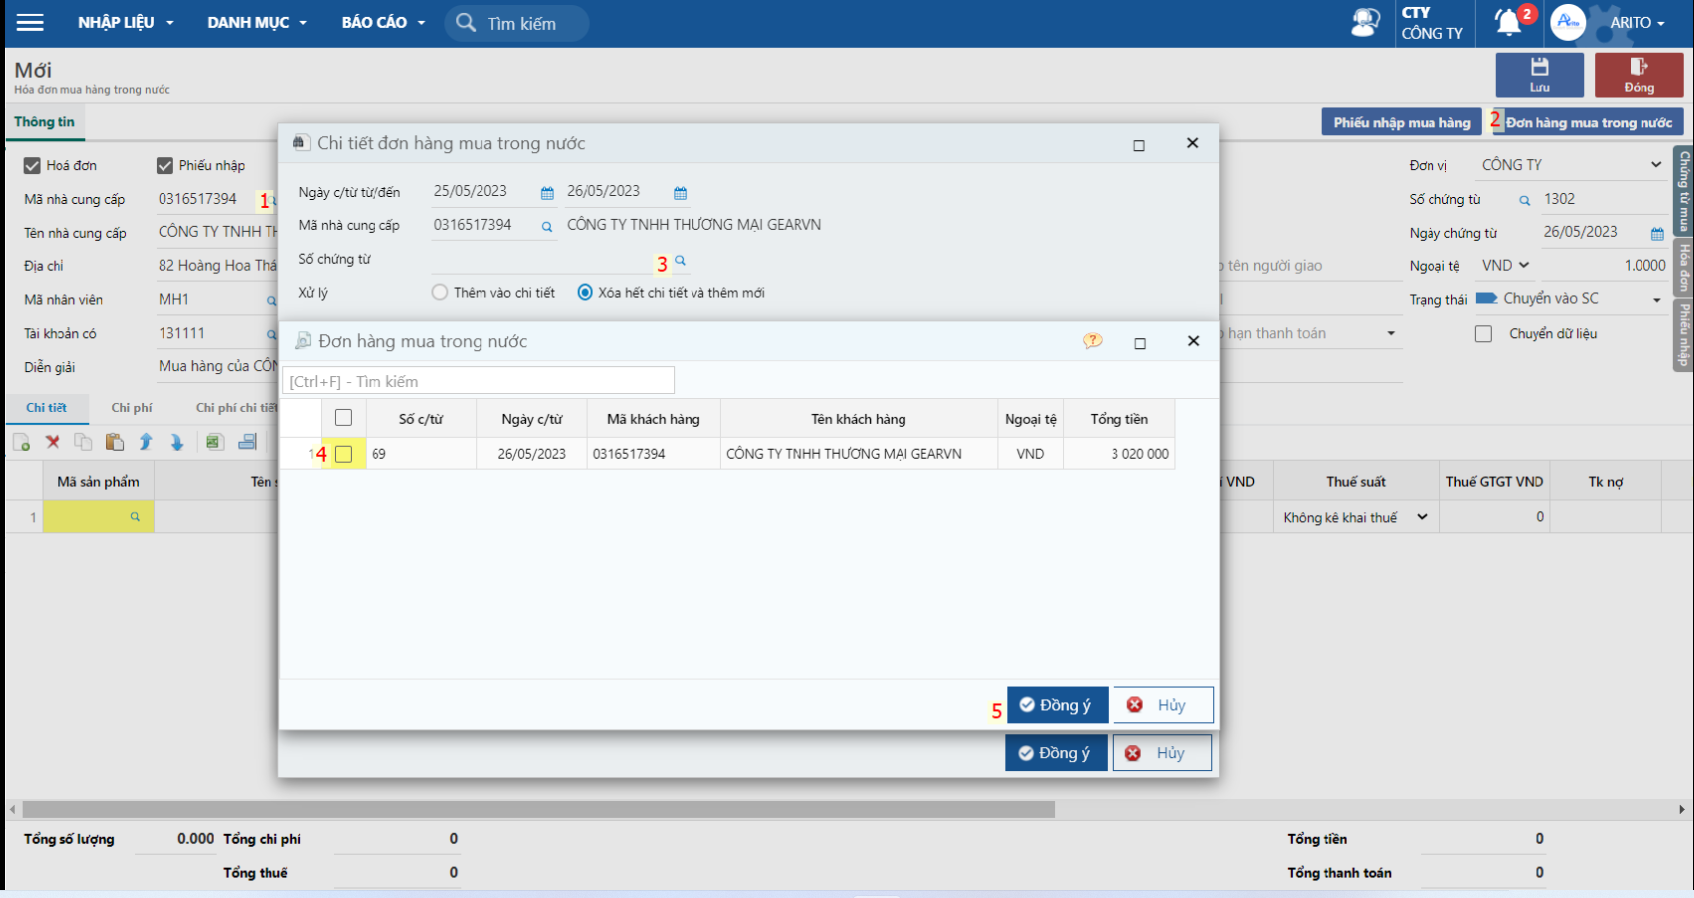 NHẬP LIỆU DANH MỤC BÁO CÁO Tìm kiếm CTY
CÔNG TY 2 ARITO
Mới
Hóa đơn mua hàng trong nước
Lưu Đóng
Thông tin
Phiếu nhập mua hàng 2 Đơn hàng mua trong nước
Chi tiết đơn hàng mua trong nước
Hoá đơn Phiếu nhập
Mã nhà cung cấp 0316517394 1
Tên nhà cung cấp CÔNG TY TNHH
Địa chỉ 82 Hoàng Hoa
Mã nhân viên MH1
Tài khoản có 131111
Diễn giải Mua hàng của
Ngày c/từ từ/đến 25/05/2023 26/05/2023
Mã nhà cung cấp 0316517394 CÔNG TY TNHH THƯƠNG MẠI GEARVN
Số chứng từ 3
Xử lý Thêm vào chi tiết Xóa hết chi tiết và thêm mới
Đơn vị CÔNG TY
Số chứng từ 1302
Ngày chứng từ 26/05/2023
tên người giao Ngoại tệ VND 1.0000
Trạng thái Chuyển vào SC
hạn thanh toán Chuyển dữ liệu
Chứng từ mua
Hóa đơn
Phiếu nhập
Đơn hàng mua trong nước
[Ctrl+F] - Tìm kiếm
Số c/từ Ngày c/từ Mã khách hàng Tên khách hàng Ngoại tệ Tổng tiền
1 4 69 26/05/2023 0316517394 CÔNG TY TNHH THƯƠNG MẠI GEARVN VND 3 020 000
Chi tiết Chi phí Chi phí chi tiết
Mã sản phẩm Tên VND Thuế suất Thuế GTGT VND Tk nợ
1 Không kê khai thuế 0
5 Đồng ý Hủy
Đồng ý Hủy
Tổng số lượng 0.000 Tổng chi phí 0 Tổng tiền 0
Tổng thuế 0 Tổng thanh toán 0